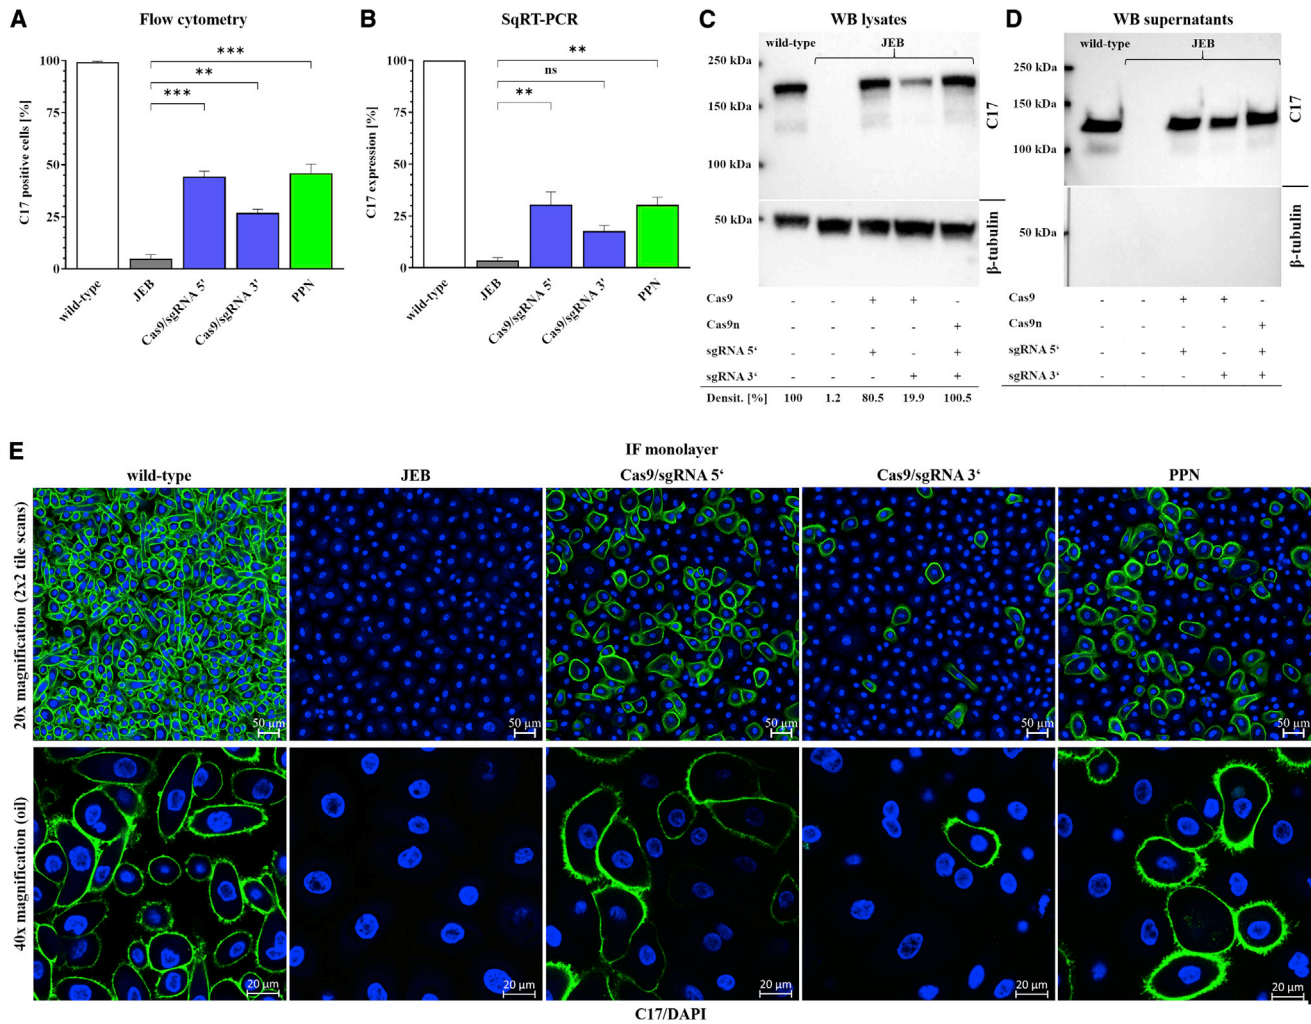 A
Flow cytometry
C17 positive cells [%]
100
75
50
25
0
***
**
***
wild-type
JEB
Cas9/sgRNA 5'
Cas9/sgRNA 3'
PPN
B
SqRT-PCR
C17 expression [%]
100
75
50
25
0
**
ns
**
wild-type
JEB
Cas9/sgRNA 5'
Cas9/sgRNA 3'
PPN
C
WB lysates
wild-type JEB
250 kDa
150 kDa
100 kDa
50 kDa
C17
β-tubulin
Cas9 - - + + -
Cas9n - - - - +
sgRNA 5‘ - - + - +
sgRNA 3‘ - - - + +
Densit. [%] 100 1.2 80.5 19.9 100.5
D
WB supernatants
wild-type JEB
250 kDa
150 kDa
100 kDa
50 kDa
C17
β-tubulin
Cas9 - - + + -
Cas9n - - - - +
sgRNA 5‘ - - + - +
sgRNA 3‘ - - - + +
E
IF monolayer
wild-type JEB Cas9/sgRNA 5‘ Cas9/sgRNA 3‘ PPN
20x magnification (2x2 tile scans)
50 µm 50 µm 50 µm 50 µm 50 µm
40x magnification (oil)
20 µm 20 µm 20 µm 20 µm 20 µm
C17/DAPI